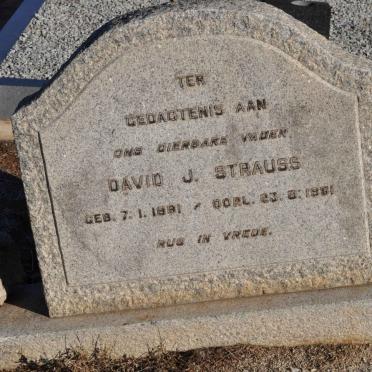 TER
GEDAGTENIS AAN
ONS DIERBARE VADER
DAVID J. STRAUSS
GEB. 7.1.1891 / OORL. 23.8.1961
RUS IN VREDE.